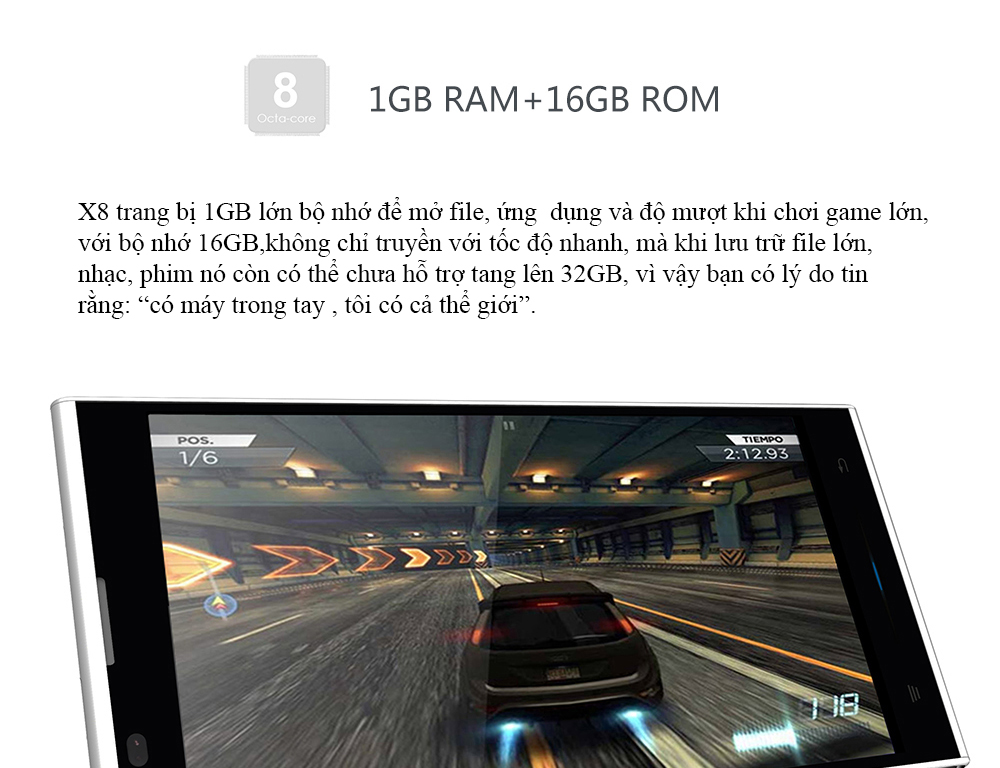 8
Octa-core
1GB RAM+16GB ROM
X8 trang bị 1GB lớn bộ nhớ để mở file, ứng  dụng và độ mượt khi chơi game lớn,
với bộ nhớ 16GB,không chỉ truyền với tốc độ nhanh, mà khi lưu trữ file lớn,
nhạc, phim nó còn có thể chưa hỗ trợ tang lên 32GB, vì vậy bạn có lý do tin
rằng: “có máy trong tay , tôi có cả thể giới”.
POS.
1/6
TIEMPO
2:12.93
118